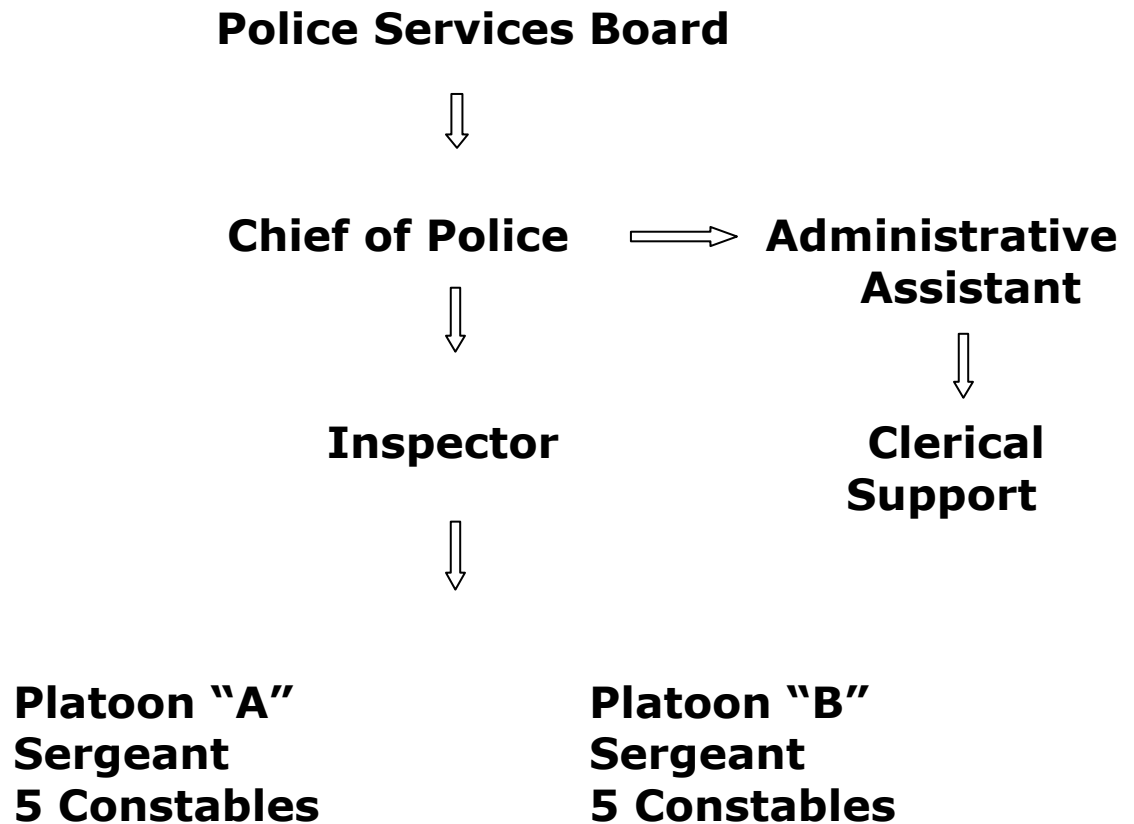 Police Services Board
Chief of Police
Administrative
Assistant
Inspector
Clerical
Support
Platoon “A”
Sergeant
5 Constables
Platoon “B”
Sergeant
5 Constables